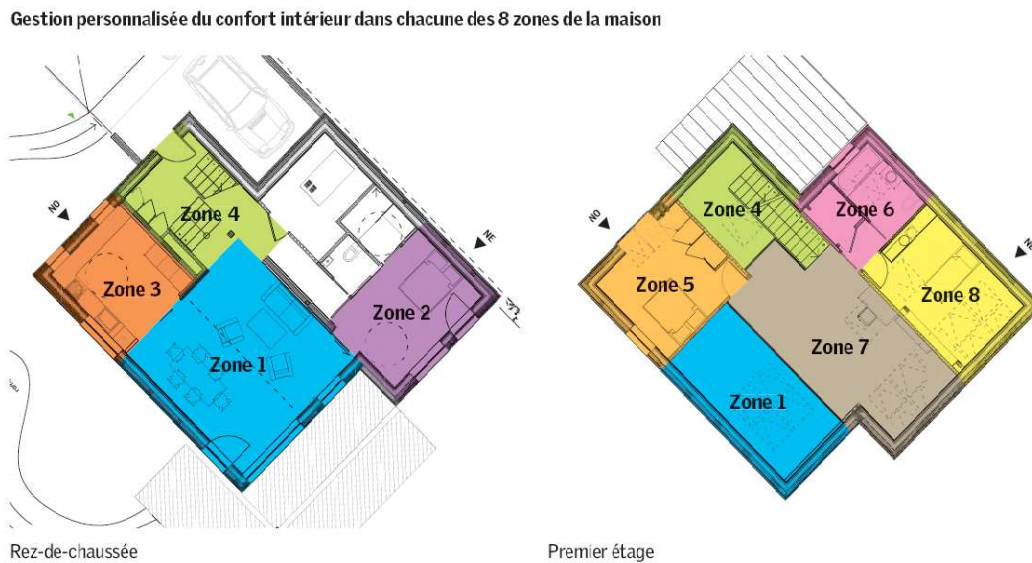 Gestion personnalisée du confort intérieur dans chacune des 8 zones de la maison
NO
Zone 4
NE
Zone 3
Zone 2
Zone 1
NO
Zone 4
Zone 6
Zone 5
Zone 8
Zone 7
Zone 1
Rez-de-chaussée
Premier étage